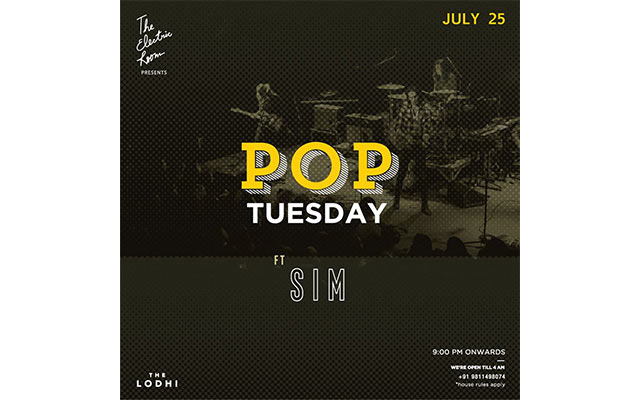 The
Electric
Room
PRESENTS
JULY 25
POP
TUESDAY
FT
SIM
9:00 PM ONWARDS
WE'RE OPEN TILL 4 AM
+91 9811498074
*house rules apply
THE
LODHI